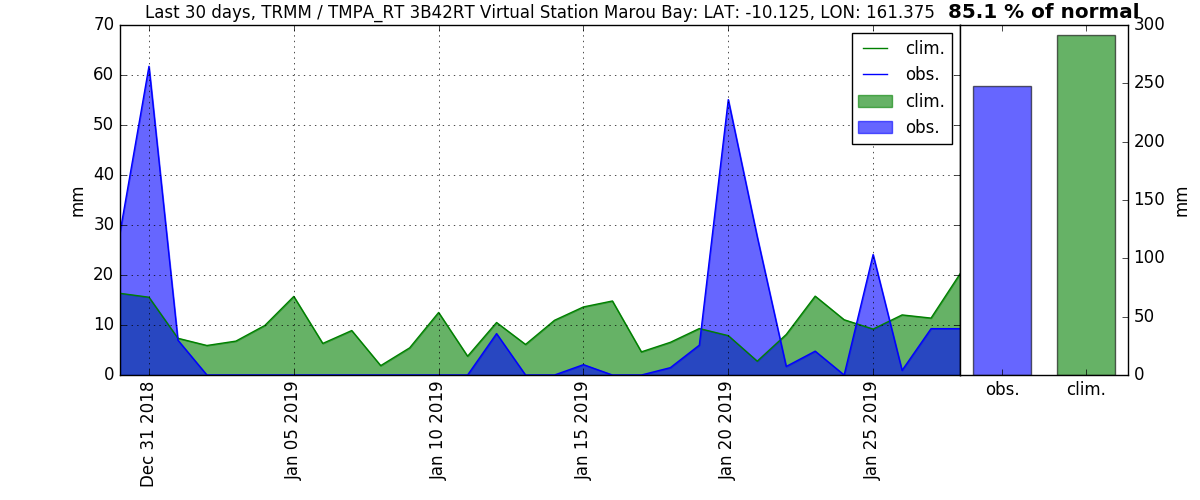 Last 30 days, TRMM / TMPA_RT 3B42RT Virtual Station Marou Bay: LAT: -10.125, LON: 161.375 85.1 % of normal
70
60
50
40
30
20
10
0
mm
clim.
obs.
clim.
obs.
Dec 31 2018
Jan 05 2019
Jan 10 2019
Jan 15 2019
Jan 20 2019
Jan 25 2019
300
250
200
150
100
50
0
mm
obs. clim.